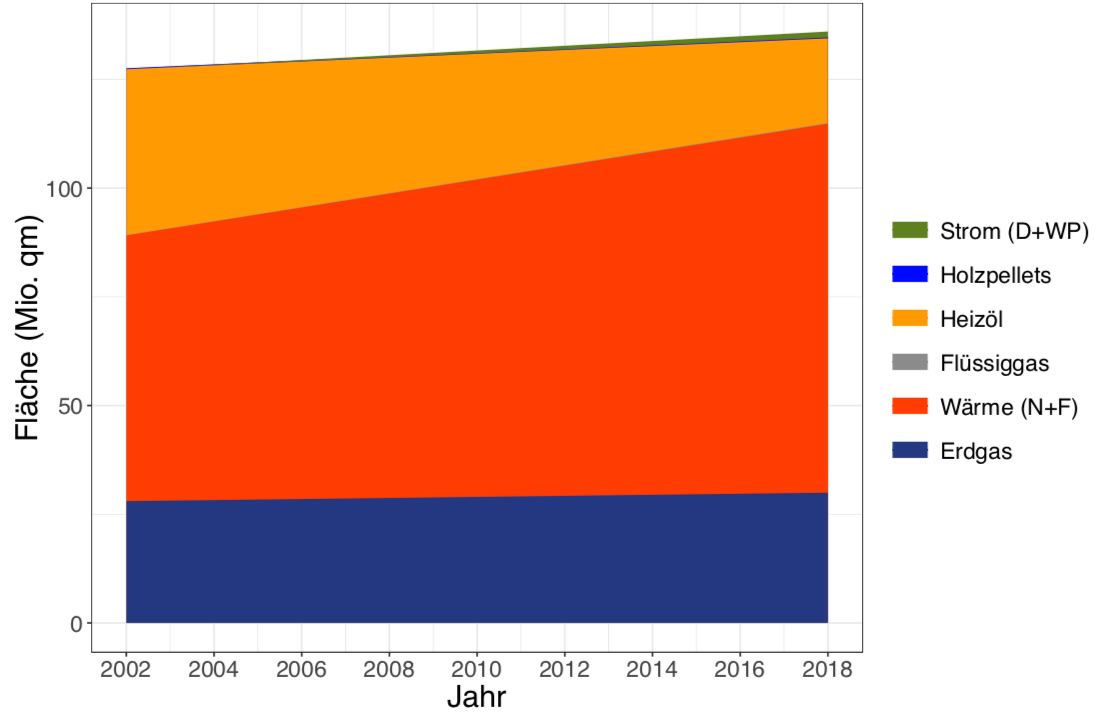 Fläche (Mio. qm)
100
50
0
2002 2004 2006 2008 2010 2012 2014 2016 2018
Jahr
Strom (D+WP)
Holzpellets
Heizöl
Flüssiggas
Wärme (N+F)
Erdgas